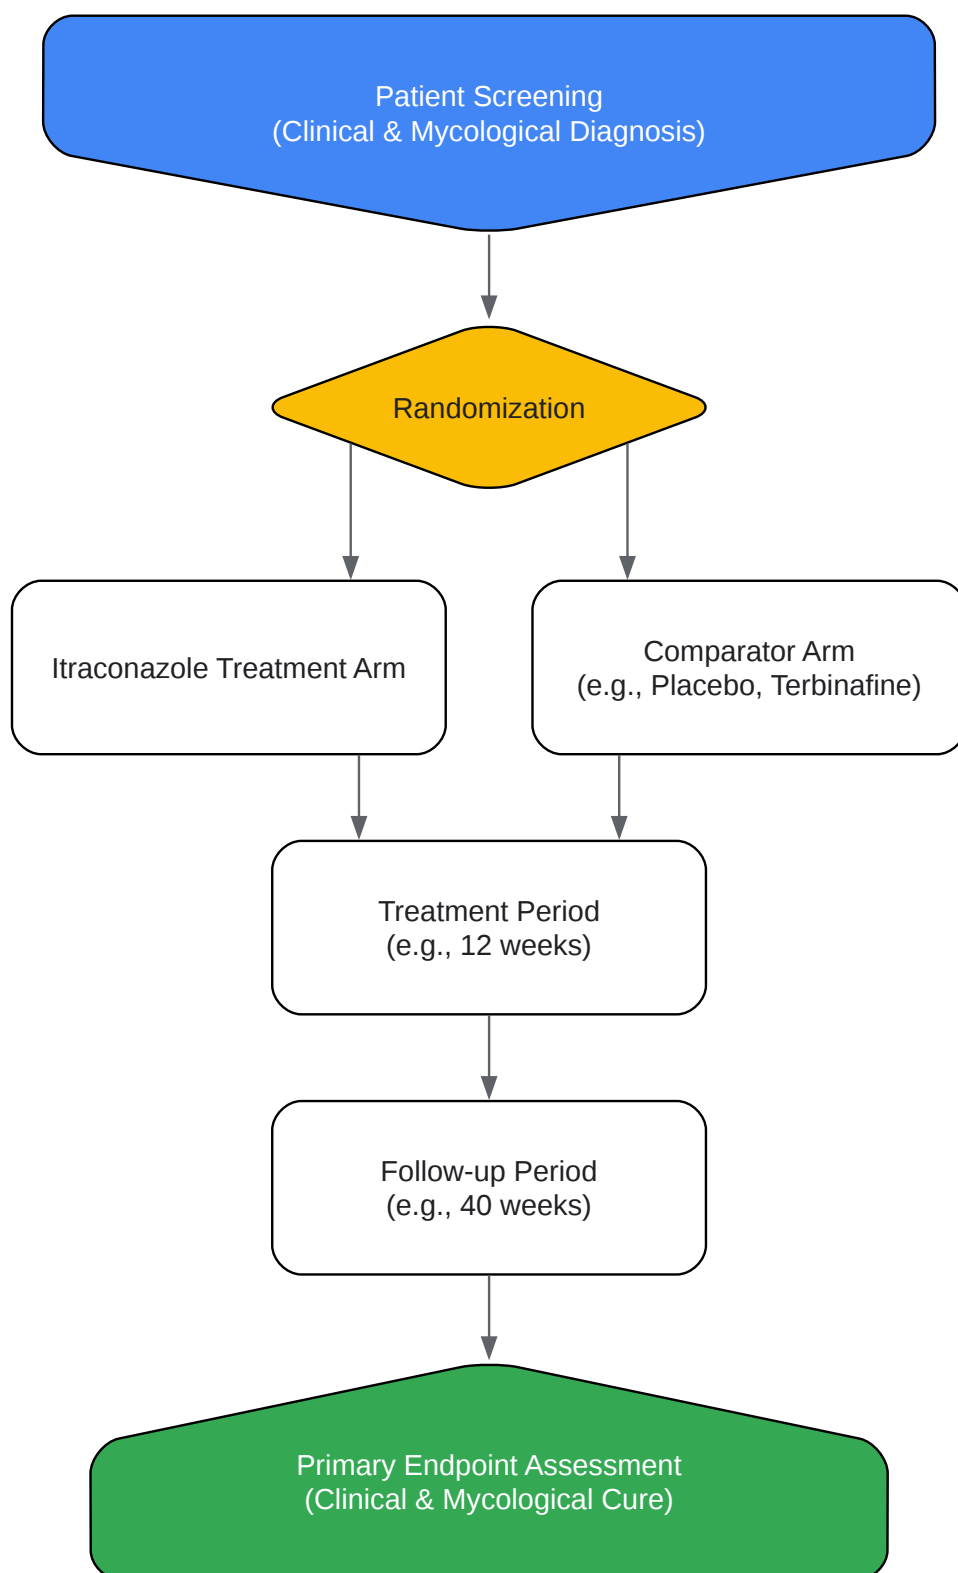 Patient Screening
(Clinical & Mycological Diagnosis)
Randomization
Itraconazole Treatment Arm
Comparator Arm
(e.g., Placebo, Terbinafine)
Treatment Period
(e.g., 12 weeks)
Follow-up Period
(e.g., 40 weeks)
Primary Endpoint Assessment
(Clinical & Mycological Cure)